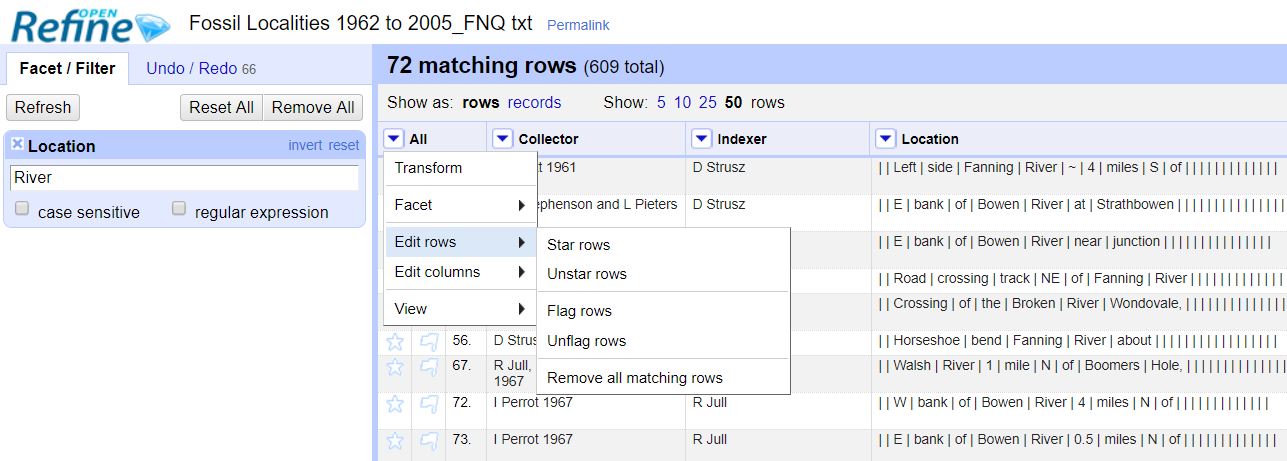 OPEN
Refine Fossil Localities 1962 to 2005_FNQ txt Permalink
Facet / Filter Undo / Redo 66
72 matching rows (609 total)
Refresh Reset All Remove All
Show as: rows records Show: 5 10 25 50 rows
Location invert reset
River
case sensitive regular expression
All Collector Indexer Location
Transform
Facet
Edit rows
Edit columns
View
Star rows
Unstar rows
Flag rows
Unflag rows
Remove all matching rows
1961 D Strusz | | Left | side | Fanning | River | ~ | 4 | miles | S | of | | | | | | | | | | | | |
and L Pieters D Strusz | | E | bank | of | Bowen | River | at | Strathbowen | | | | | | | | | | | | | | |
| | E | bank | of | Bowen | River | near | junction | | | | | | | | | | | | | | |
| | Road | crossing | track | NE | of | Fanning | River | | | | | | | | | | | | |
| | Crossing | of | the | Broken | River | Wondovale, | | | | | | | | | | | | | |
56. | | Horseshoe | bend | Fanning | River | about | | | | | | | | | | | | | | | |
67. R Jull, | | Walsh | River | 1 | mile | N | of | Boomers | Hole, | | | | | | | | | | | | | |
1967
72. I Perrot 1967 R Jull | | W | bank | of | Bowen | River | 4 | miles | N | of | | | | | | | | | | | | |
73. I Perrot 1967 R Jull | | E | bank | of | Bowen | River | 0.5 | miles | N | of | | | | | | | | | | | | |